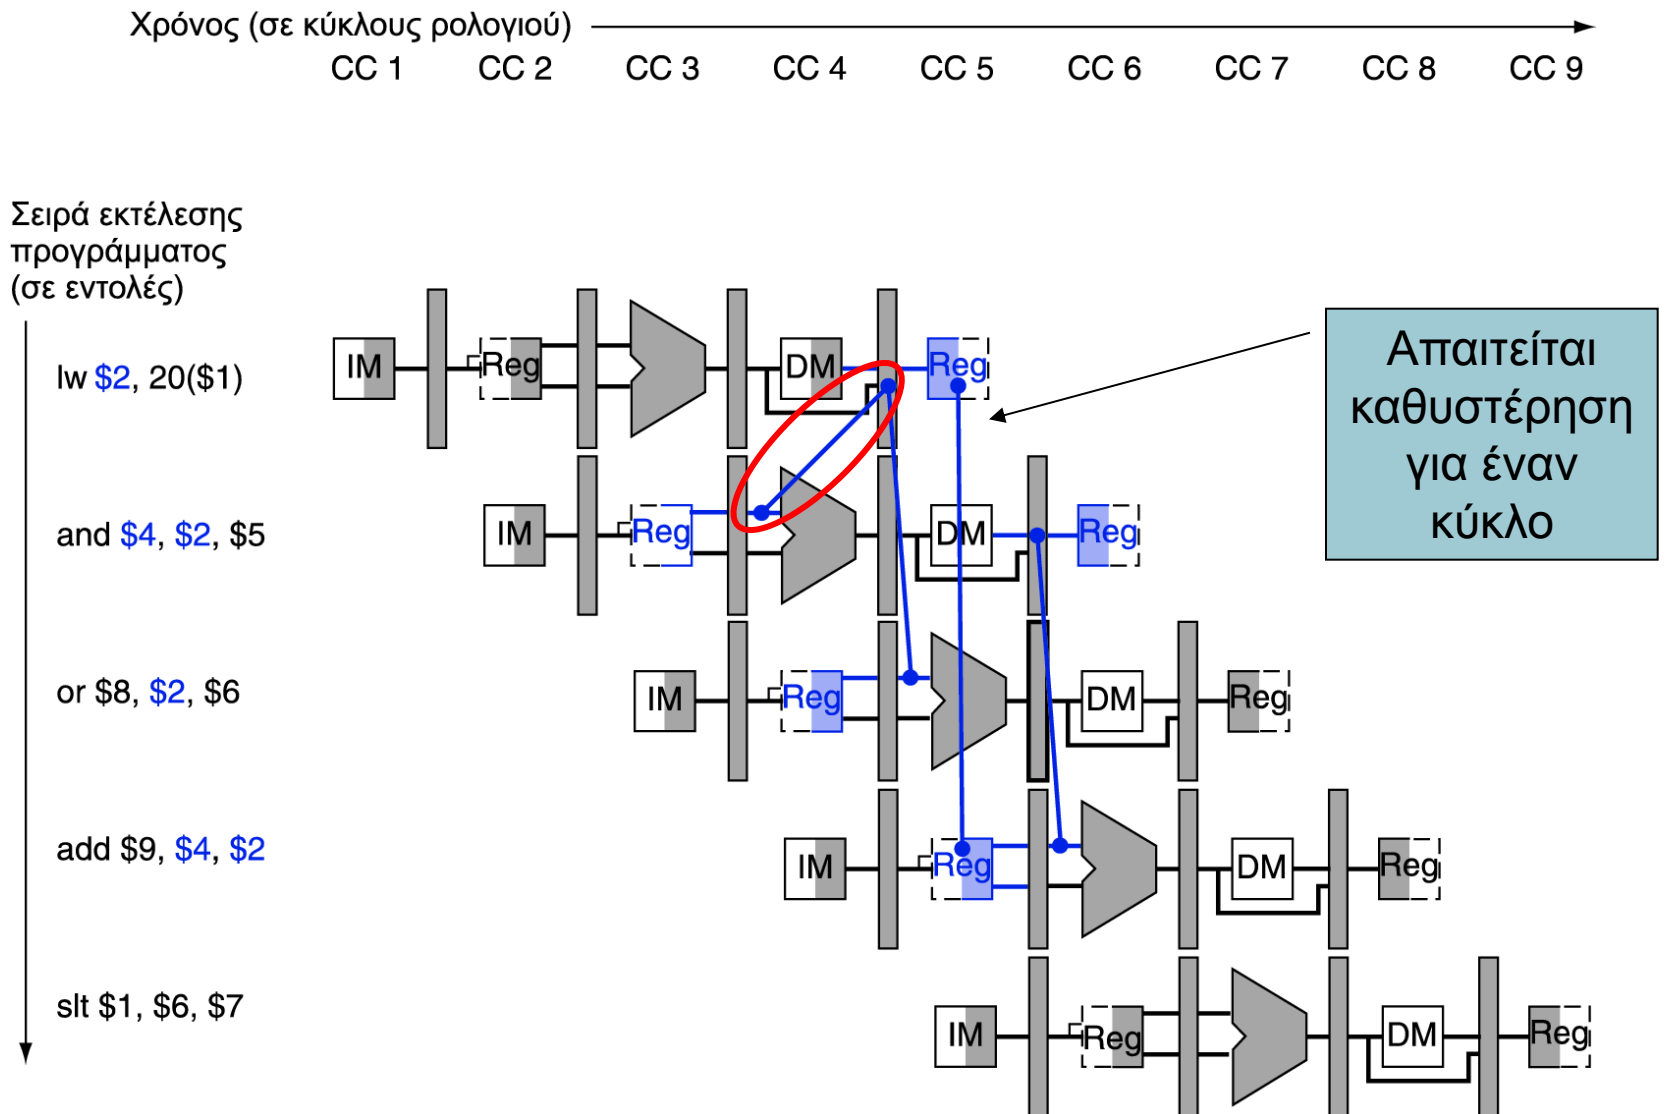 Χρόνος (σε κύκλους ρολογιού)
CC 1 CC 2 CC 3 CC 4 CC 5 CC 6 CC 7 CC 8 CC 9
Σειρά εκτέλεσης
προγράμματος
(σε εντολές)
lw $2, 20($1)
IM Reg DM Reg
Απαιτείται
καθυστέρηση
για έναν
κύκλο
and $4, $2, $5
IM Reg DM Reg
or $8, $2, $6
IM Reg DM Reg
add $9, $4, $2
IM Reg DM Reg
slt $1, $6, $7
IM Reg DM Reg